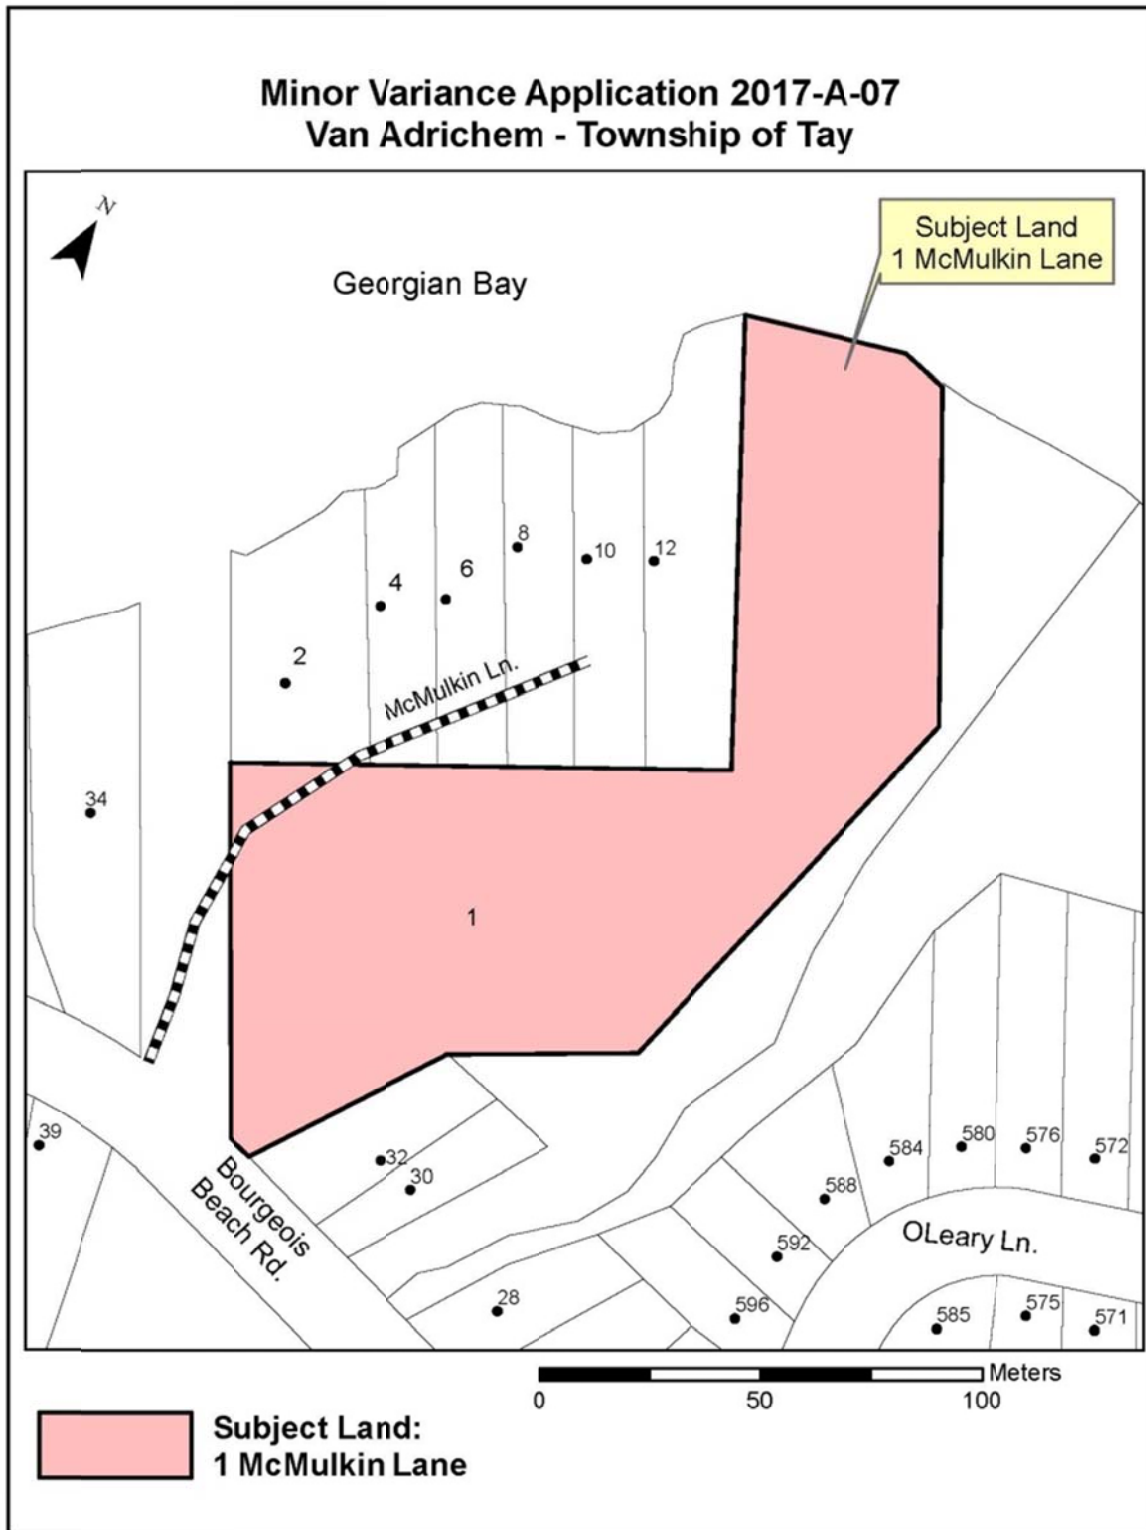 Minor Variance Application 2017-A-07
Van Adrichem - Township of Tay
N
Subject Land
1 McMulkin Lane
Georgian Bay
8
10
12
4
6
2
McMulkin Ln.
34
1
39
32
30
Bourgeois
Beach Rd.
584
580
576
572
588
592
OLeary Ln.
28
596
585
575
571
Meters
0
50
100
Subject Land:
1 McMulkin Lane